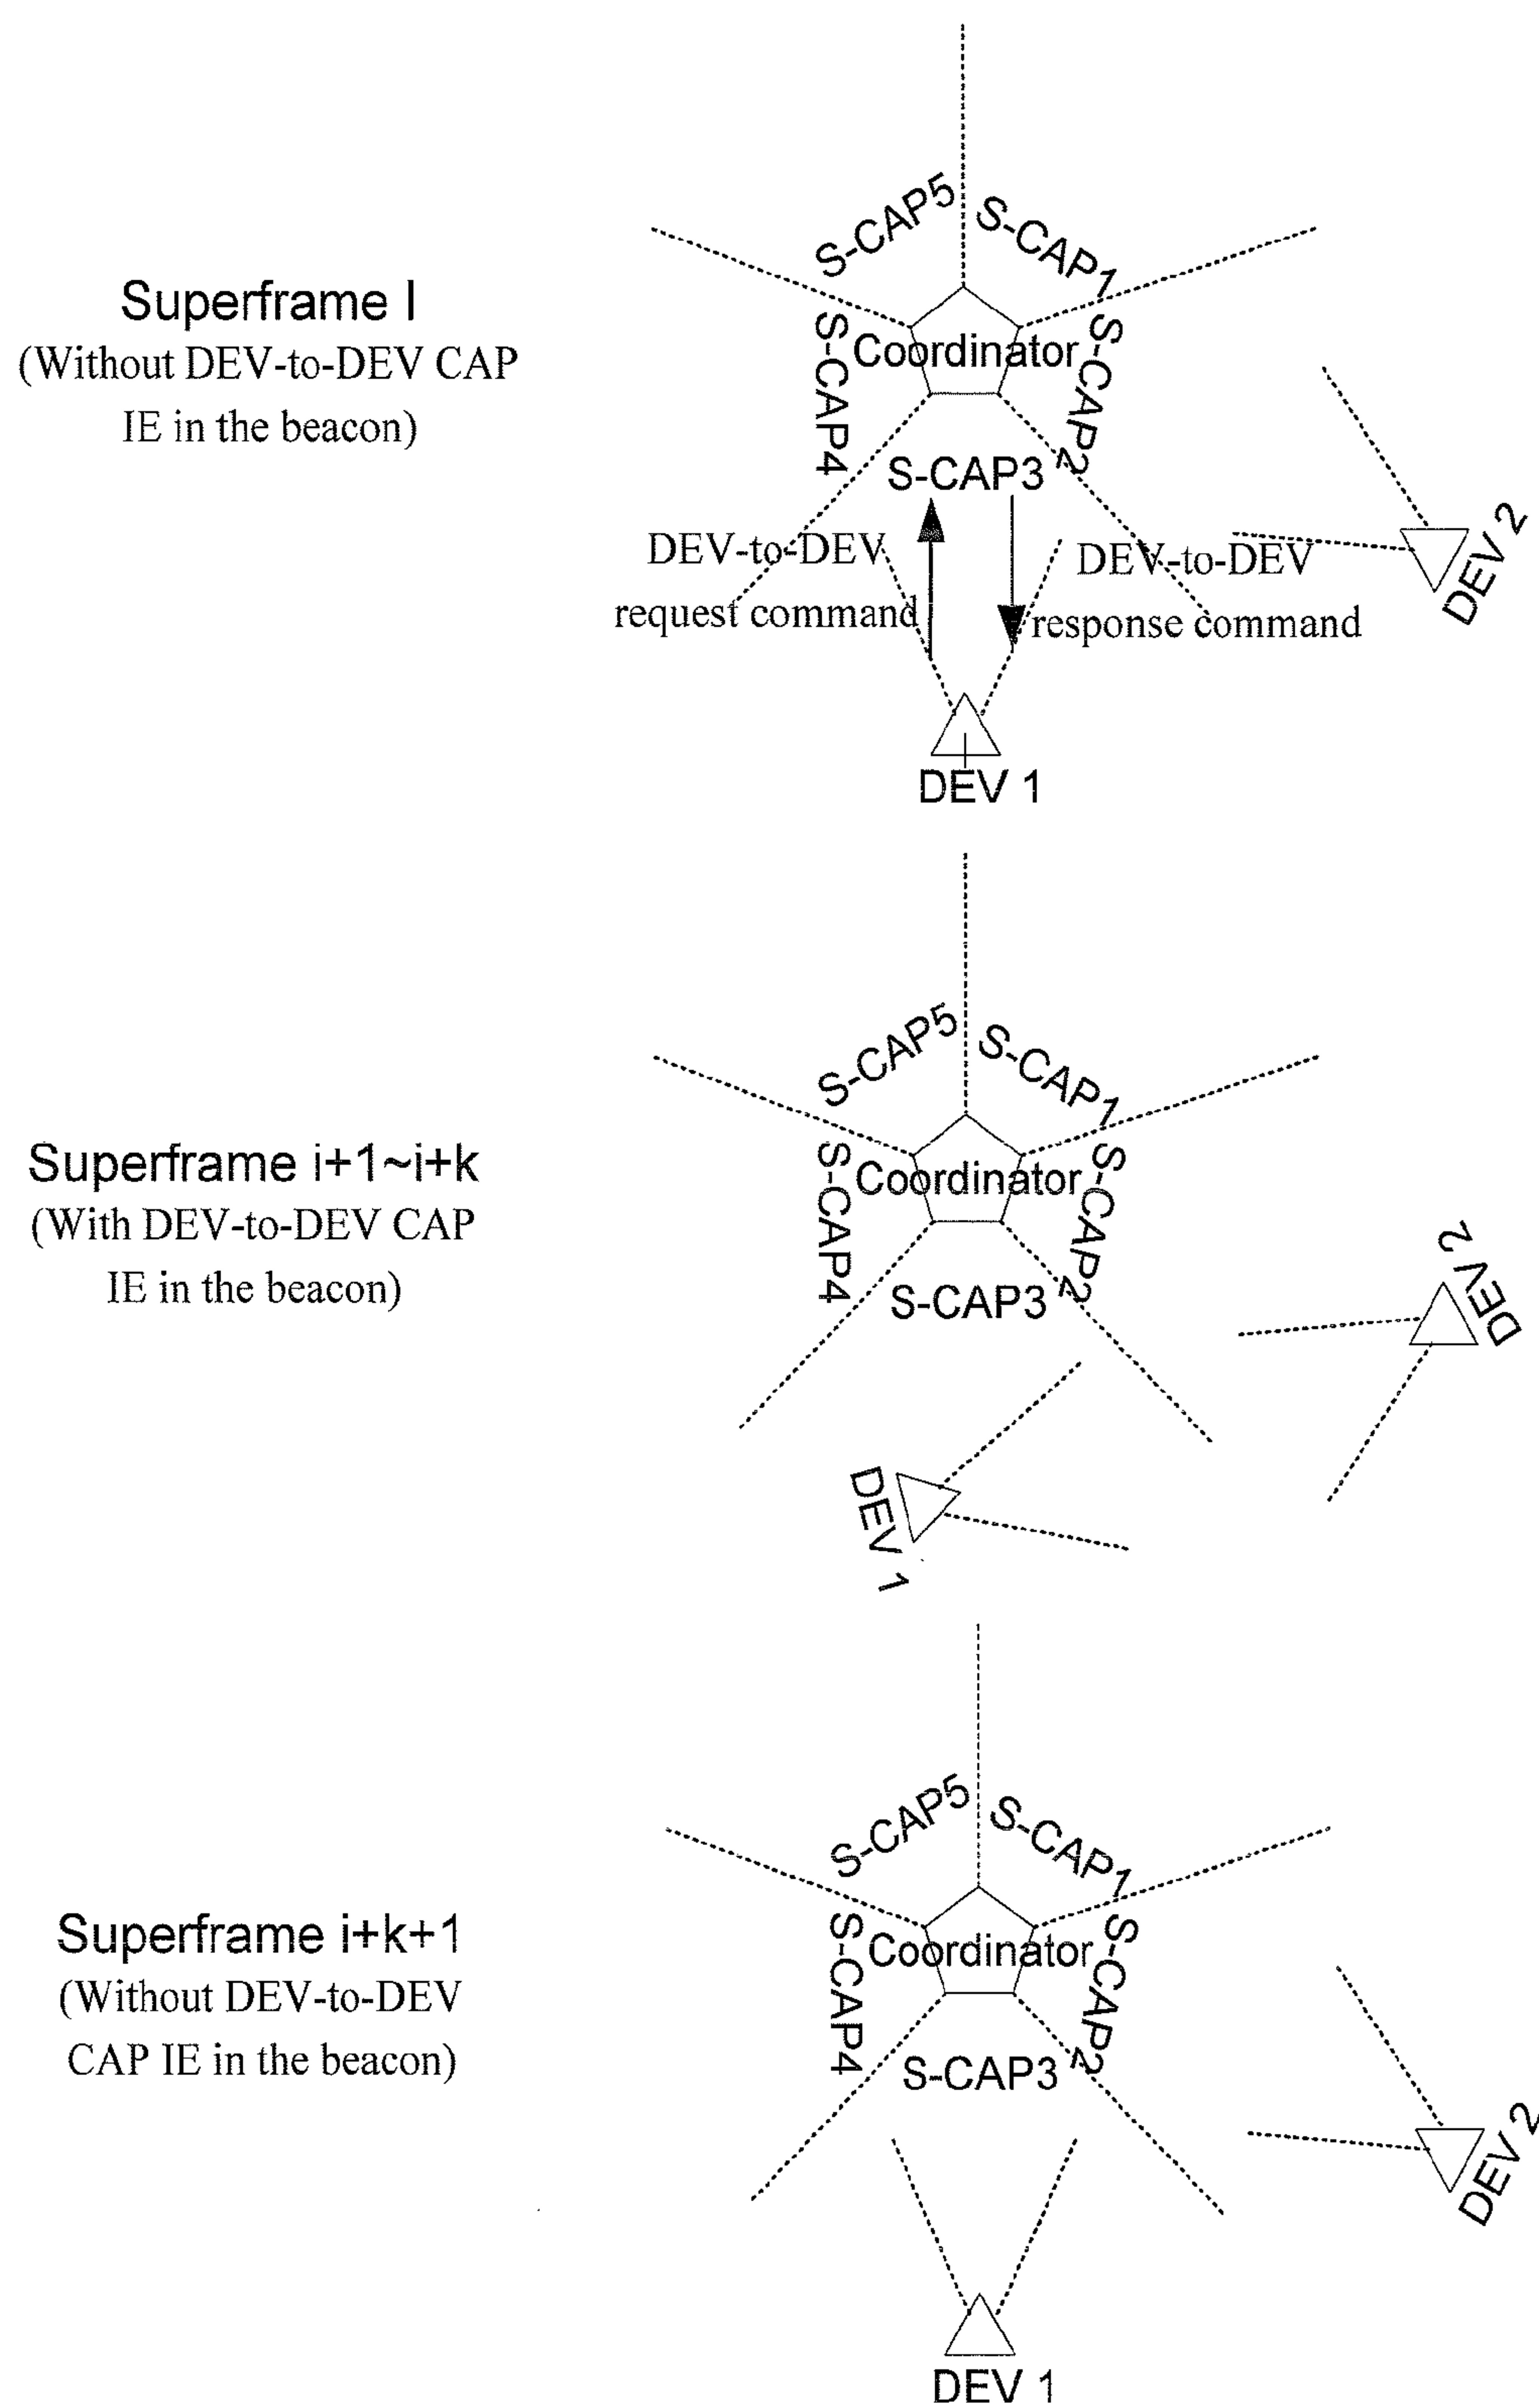 Superframe I
(Without DEV-to-DEV CAP
IE in the beacon)
S-CAP5
S-CAP1
S-CAP4
Coordinator
S-CAP2
S-CAP3
DEV-to-DEV
request command
DEV-to-DEV
response command
DEV 2
DEV 1
Superframe i+1~i+k
(With DEV-to-DEV CAP
IE in the beacon)
S-CAP5
S-CAP1
S-CAP4
Coordinator
S-CAP2
S-CAP3
DEV 2
DEV 1
Superframe i+k+1
(Without DEV-to-DEV
CAP IE in the beacon)
S-CAP5
S-CAP1
S-CAP4
Coordinator
S-CAP2
S-CAP3
DEV 2
DEV 1